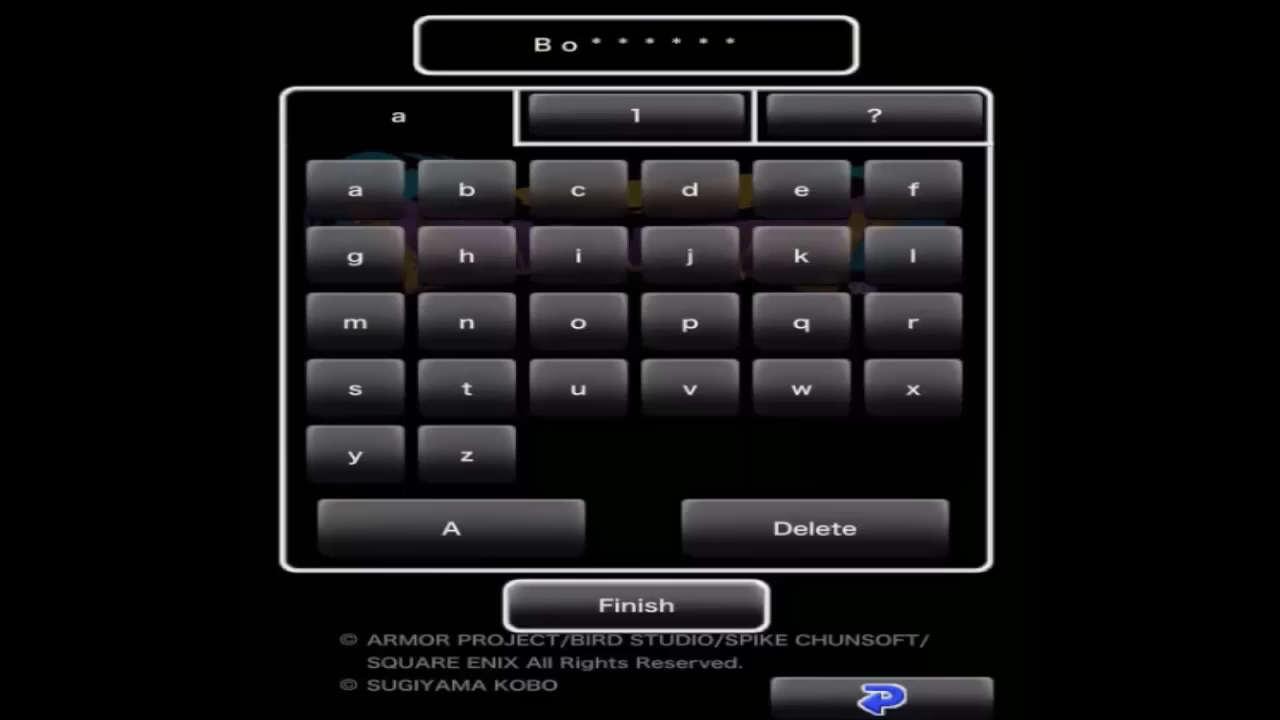 Bo******
a 1 ?
a b c d e f
g h i j k l
m n o p q r
s t u v w x
y z
A Delete
Finish
© ARMOR PROJECT/BIRD STUDIO/SPIKE CHUNSOFT/
SQUARE ENIX All Rights Reserved.
© SUGIYAMA KOBO